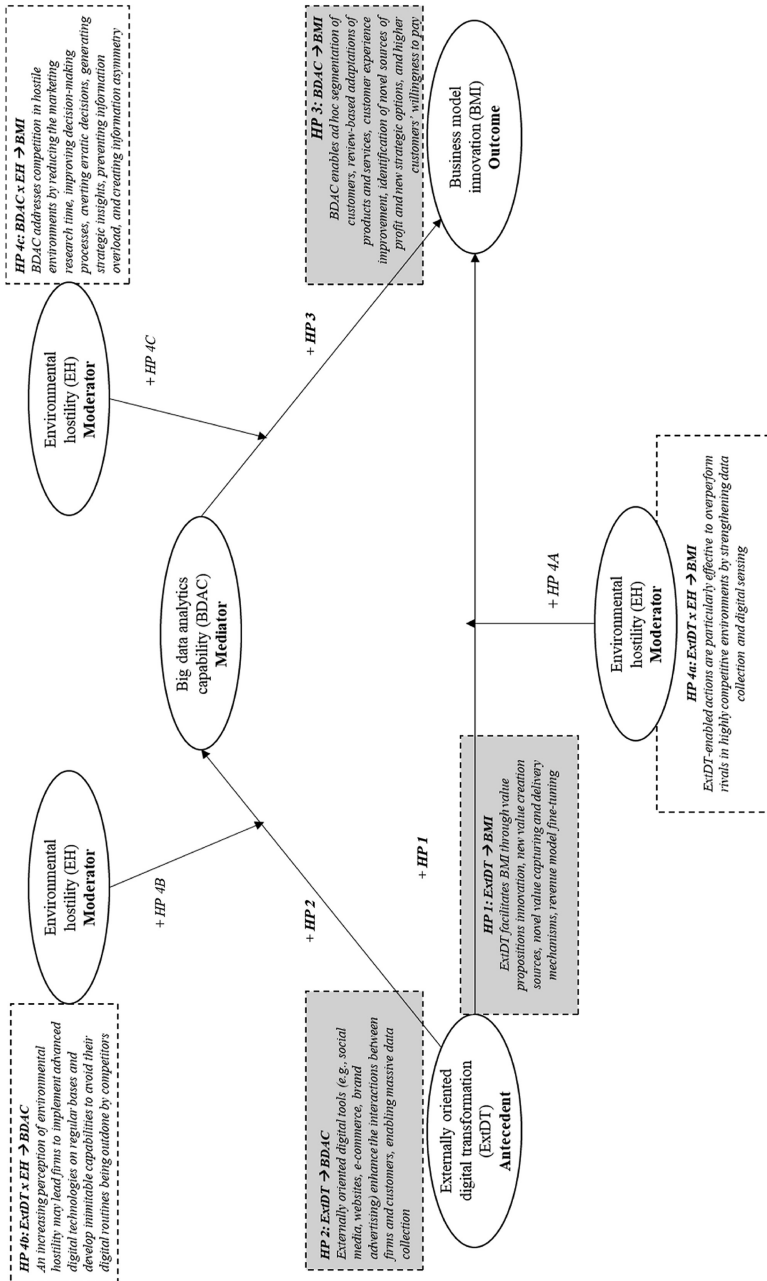 HP 4b: ExtDT x EH →BDAC
An increasing perception of environmental
hostility may lead firms to implement advanced
digital technologies on regular bases and
develop inimitable capabilities to avoid their
digital routines being outdone by competitors
Environmental
hostility (EH)
Moderator
+ HP 4B
Environmental
hostility (EH)
Moderator
+ HP 4C
HP 4c: BDAC x EH →BMI
BDAC addresses competition in hostile
environments by reducing the marketing
research time, improving decision-making
processes, averting erratic decisions, generating
strategic insights, preventing information
overload, and creating information asymmetry
Big data analytics
capability (BDAC)
Mediator
HP 2: ExtDT →BDAC
Externally oriented digital tools (e.g., social
media, websites, e-commerce, brand
advertising) enhance the interactions between
firms and customers, enabling massive data
collection
+ HP 2
+ HP 3
HP 3: BDAC →BMI
BDAC enables ad hoc segmentation of
customers, review-based adaptations of
products and services, customer experience
improvement, identification of novel sources of
profit and new strategic options, and higher
customers' willingness to pay
Externally oriented
digital transformation
(ExtDT)
Antecedent
+ HP 1
Business model
innovation (BMI)
Outcome
HP 1: ExtDT →BMI
ExtDT facilitates BMI through value
propositions innovation, new value creation
sources, novel value capturing and delivery
mechanisms, revenue model fine-tuning
+ HP 4A
Environmental
hostility (EH)
Moderator
HP 4a: ExtDT x EH →BMI
ExtDT-enabled actions are particularly effective to overperform
rivals in highly competitive environments by strengthening data
collection and digital sensing